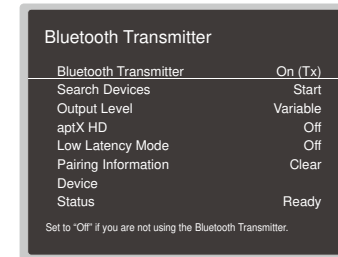 Bluetooth Transmitter
Bluetooth Transmitter On (Tx)
Search Devices Start
Output Level Variable
aptX HD Off
Low Latency Mode Off
Pairing Information Clear
Device
Status Ready
Set to “Off” if you are not using the Bluetooth Transmitter.